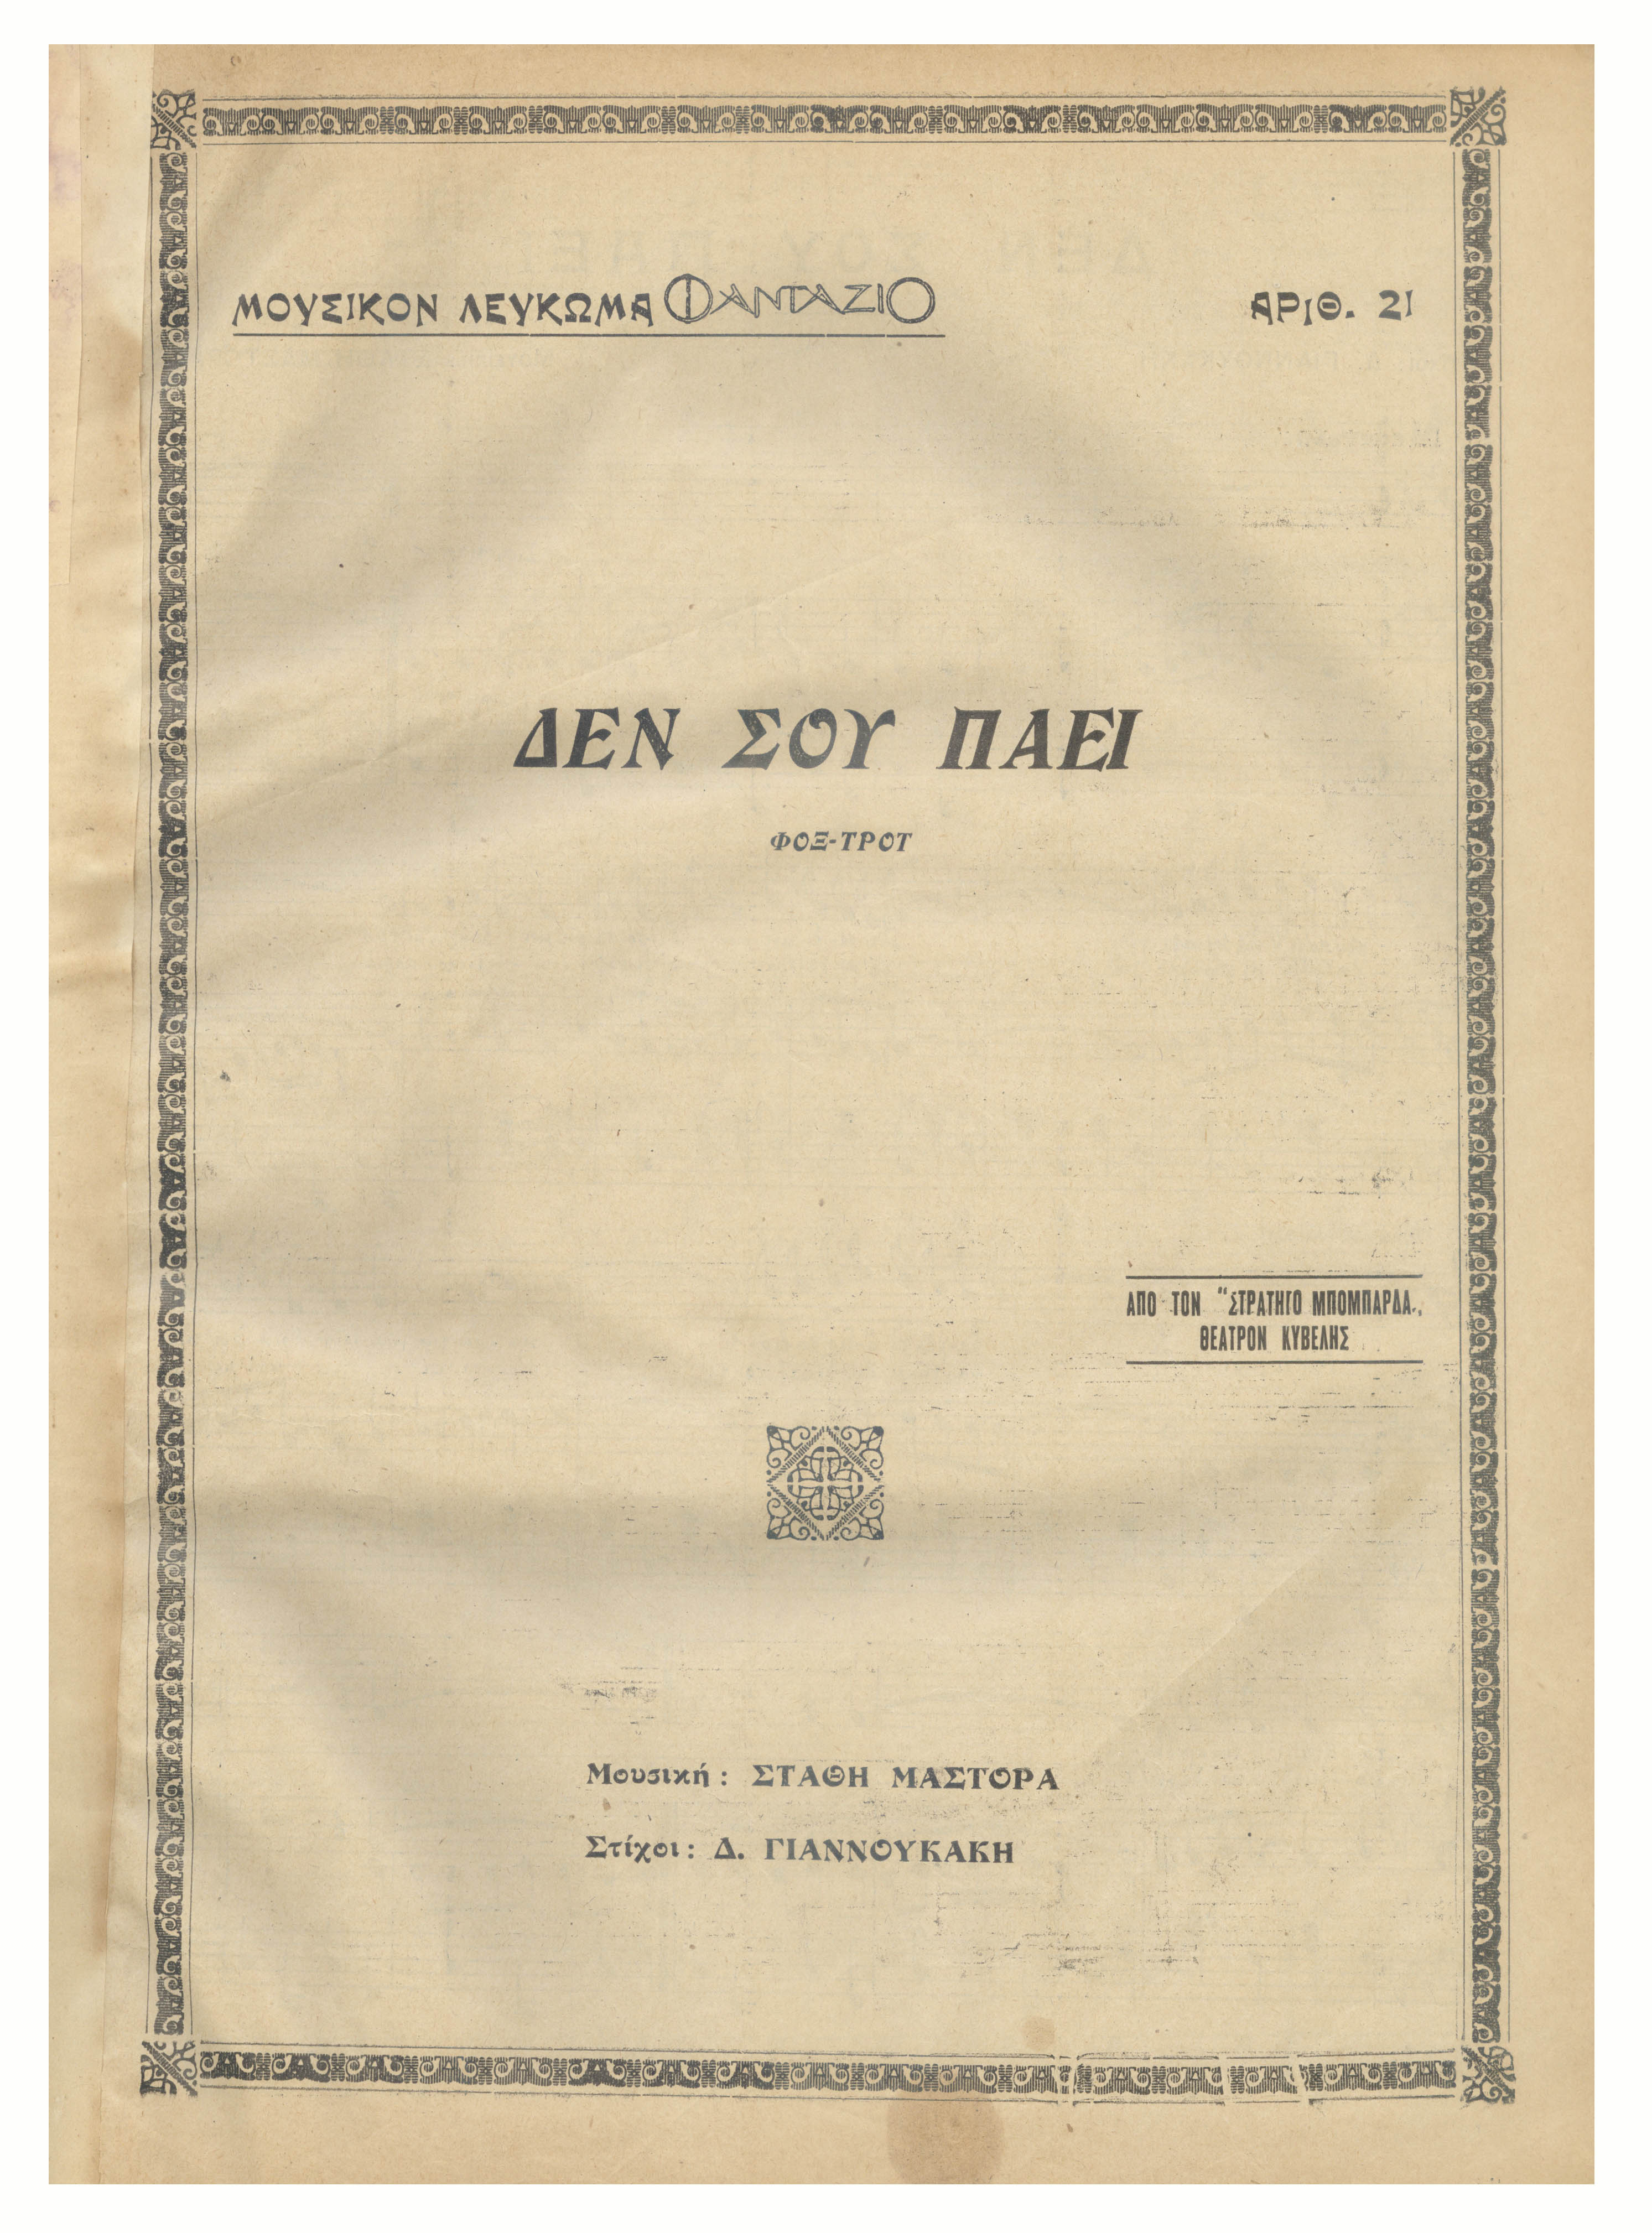 ΜΟΥΣΙΚΟΝ ΛΕΥΚΩΜΑ ΦΑΝΤΑΖΙΟ ΑΡΙΘ. 21
ΔΕΝ ΣΟΥ ΠΑΕΙ
ΦΟΞ-ΤΡΟΤ
ΑΠΟ ΤΟΝ "ΣΤΡΑΤΗΓΟ ΜΠΟΜΠΑΡΔΑ,,
ΘΕΑΤΡΟΝ ΚΥΒΕΛΗΣ
Μουσική: ΣΤΑΘΗ ΜΑΣΤΟΡΑ
Στίχοι: Δ. ΓΙΑΝΝΟΥΚΑΚΗ